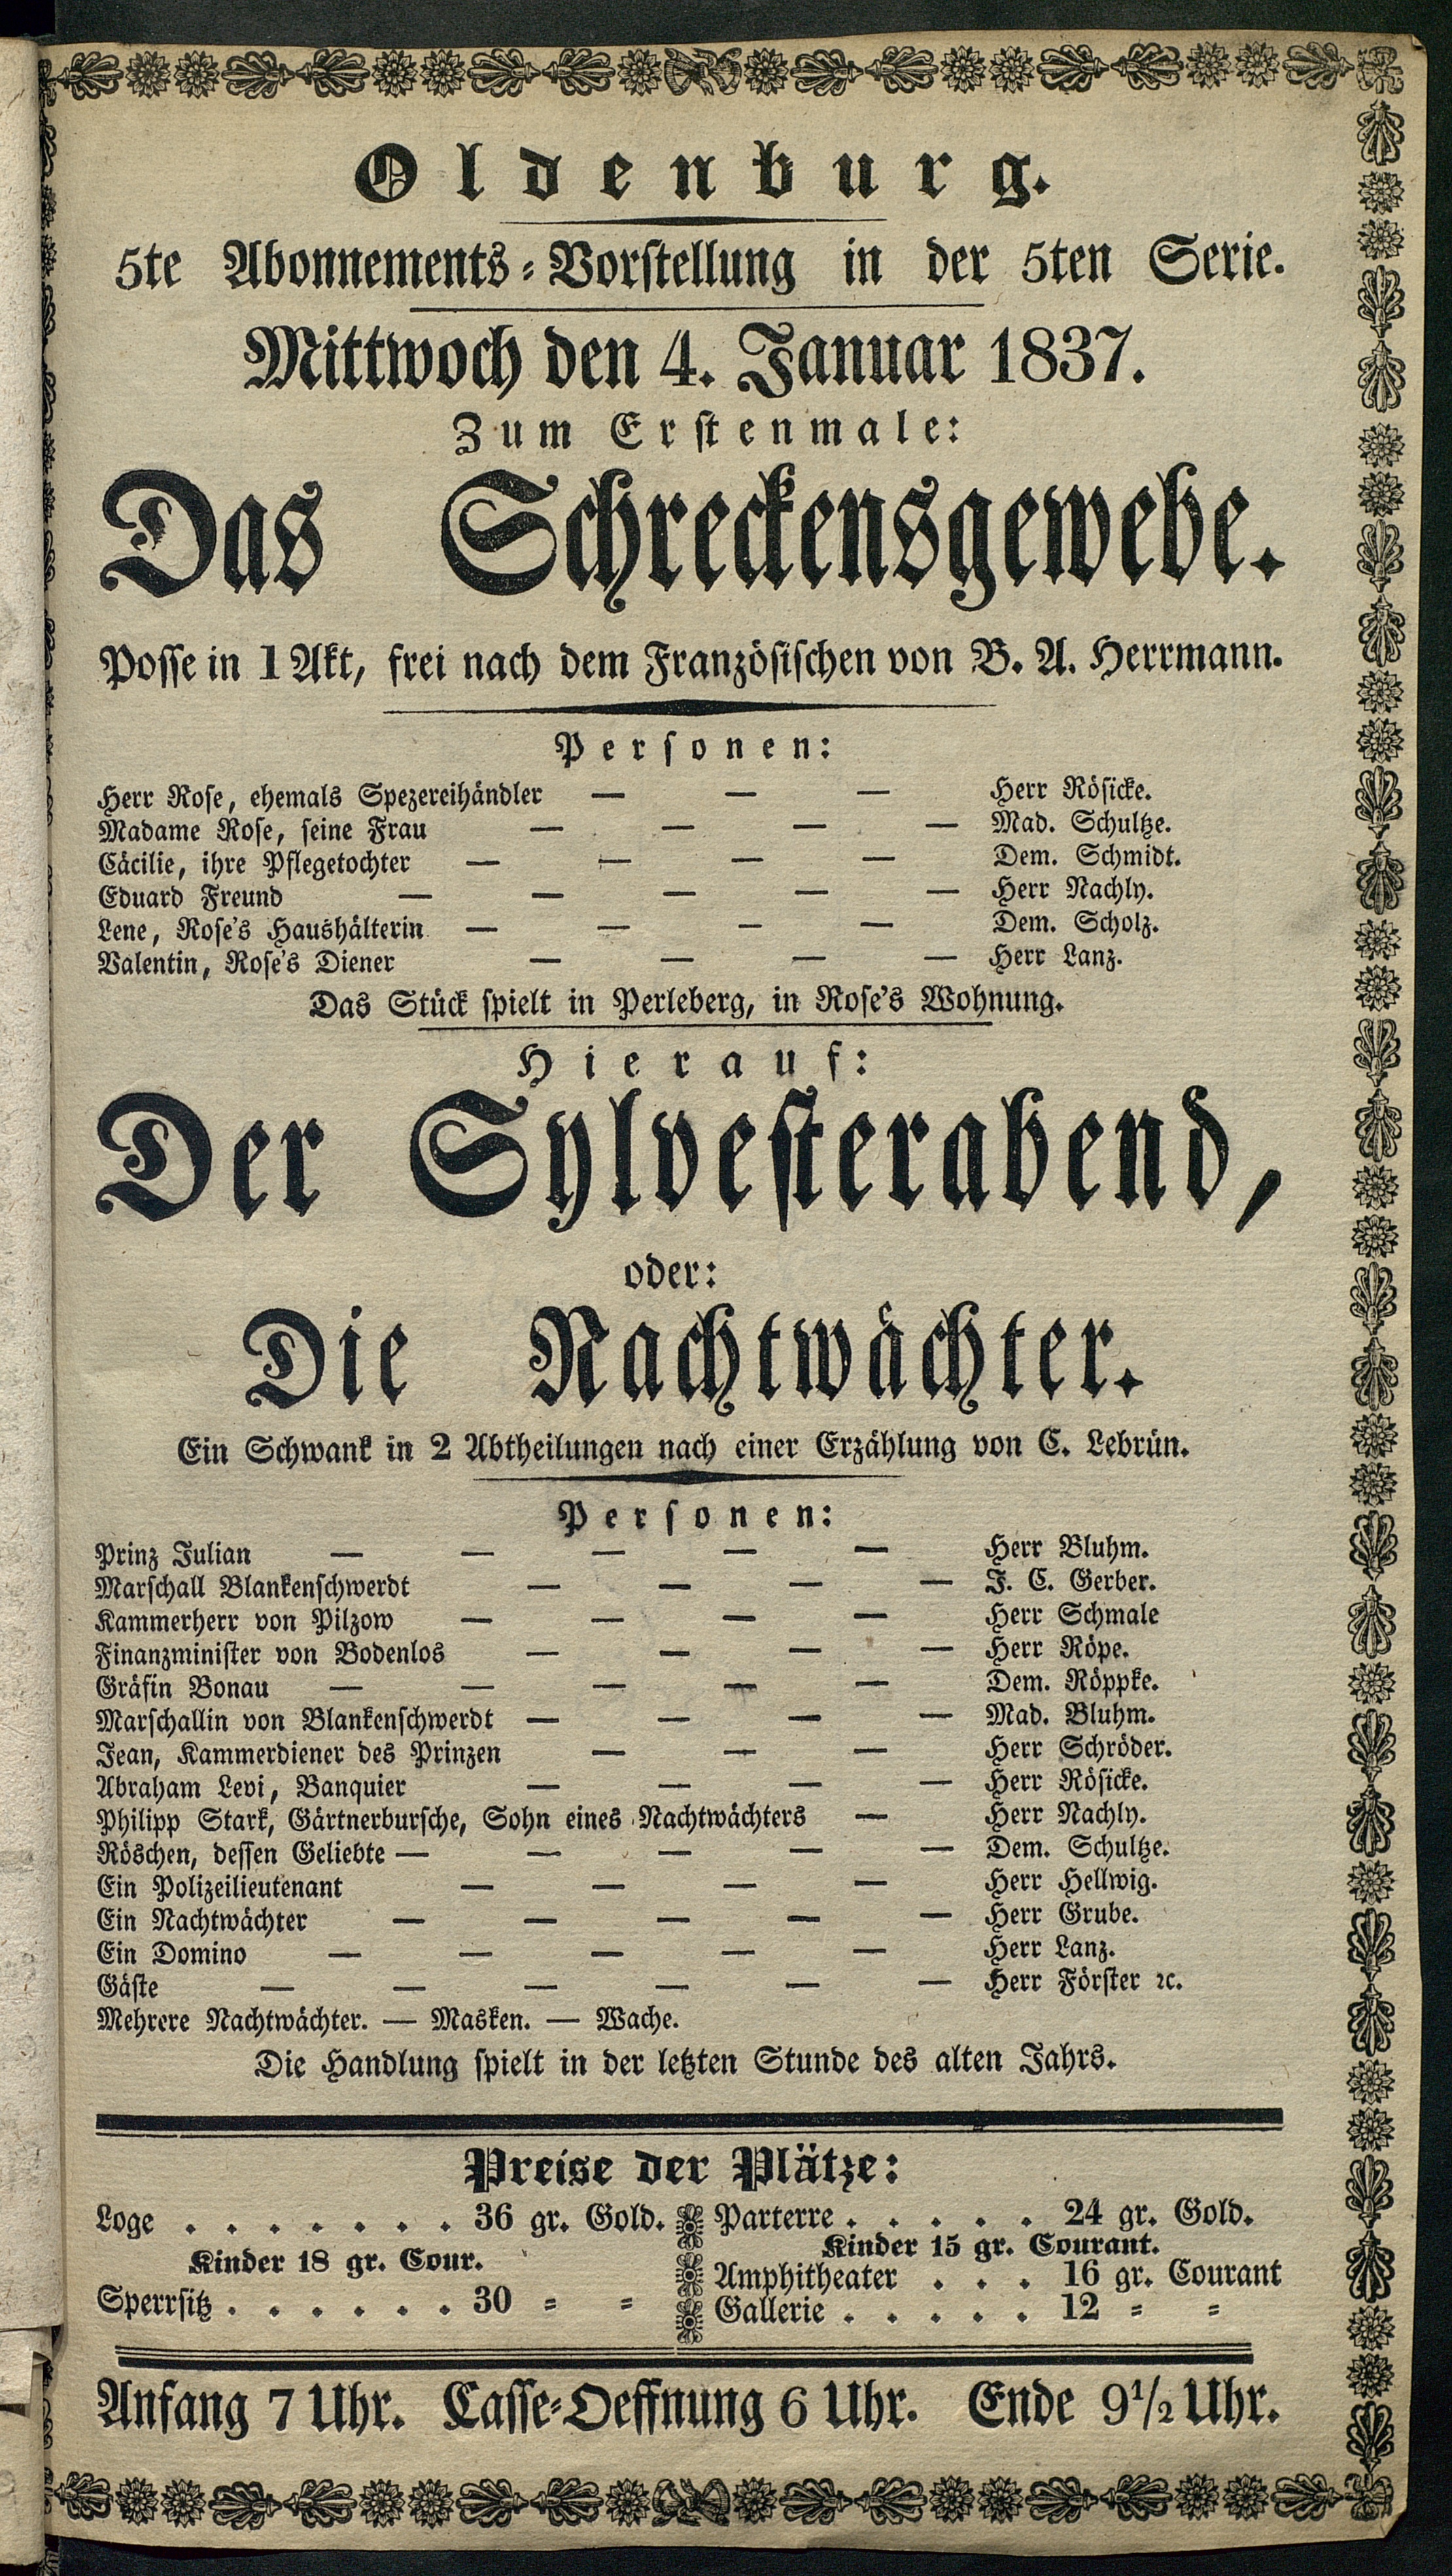 Oldenburg.
5te Abonnements-Vorstellung in der 5ten Serie.
Mittwoch den 4. Januar 1837.
Zum Erstenmale:
Das Schreckensgewebe.
Posse in 1 Akt, frei nach dem Französischen von B. A. Herrmann.
Personen:
Herr Rose, ehemals Spezereihändler — — — Herr Rösicke.
Madame Rose, seine Frau — — — — Mad. Schultze.
Cäcilie, ihre Pflegetochter — — — — Dem. Schmidt.
Eduard Freund — — — — — Herr Nachly.
Lene, Rose's Haushälterin — — — — Dem. Scholz.
Valentin, Rose's Diener — — — — Herr Lanz.
Das Stück spielt in Perleberg, in Rose's Wohnung.
Hierauf:
Der Sylvesterabend,
oder:
Die Nachtwächter.
Ein Schwank in 2 Abtheilungen nach einer Erzählung von C. Lebrün.
Personen:
Prinz Julian — — — — — Herr Bluhm.
Marschall Blankenschwerdt — — — — J. C. Gerber.
Kammerherr von Pilzow — — — — Herr Schmale
Finanzminister von Bodenlos — — — — Herr Röpe.
Gräfin Bonau — — — — — Dem. Röppke.
Marschallin von Blankenschwerdt — — — — Mad. Bluhm.
Jean, Kammerdiener des Prinzen — — — Herr Schröder.
Abraham Levi, Banquier — — — — Herr Rösicke.
Philipp Stark, Gärtnerbursche, Sohn eines Nachtwächters — Herr Nachly.
Röschen, dessen Geliebte — — — — — Dem. Schultze.
Ein Polizeilieutenant — — — — Herr Hellwig.
Ein Nachtwächter — — — — — Herr Grube.
Ein Domino — — — — — Herr Lanz.
Gäste — — — — — — Herr Förster ꝛc.
Mehrere Nachtwächter. — Masken. — Wache.
Die Handlung spielt in der letzten Stunde des alten Jahrs.
Preise der Plätze:
Loge . . . . . . . 36 gr. Gold.
Kinder 18 gr. Cour.
Sperrsitz . . . . . . 30 = =
Parterre . . . . . 24 gr. Gold.
Kinder 15 gr. Courant.
Amphitheater . . . 16 gr. Courant
Gallerie . . . . . 12 = =
Anfang 7 Uhr. Casse-Oeffnung 6 Uhr. Ende 9½ Uhr.